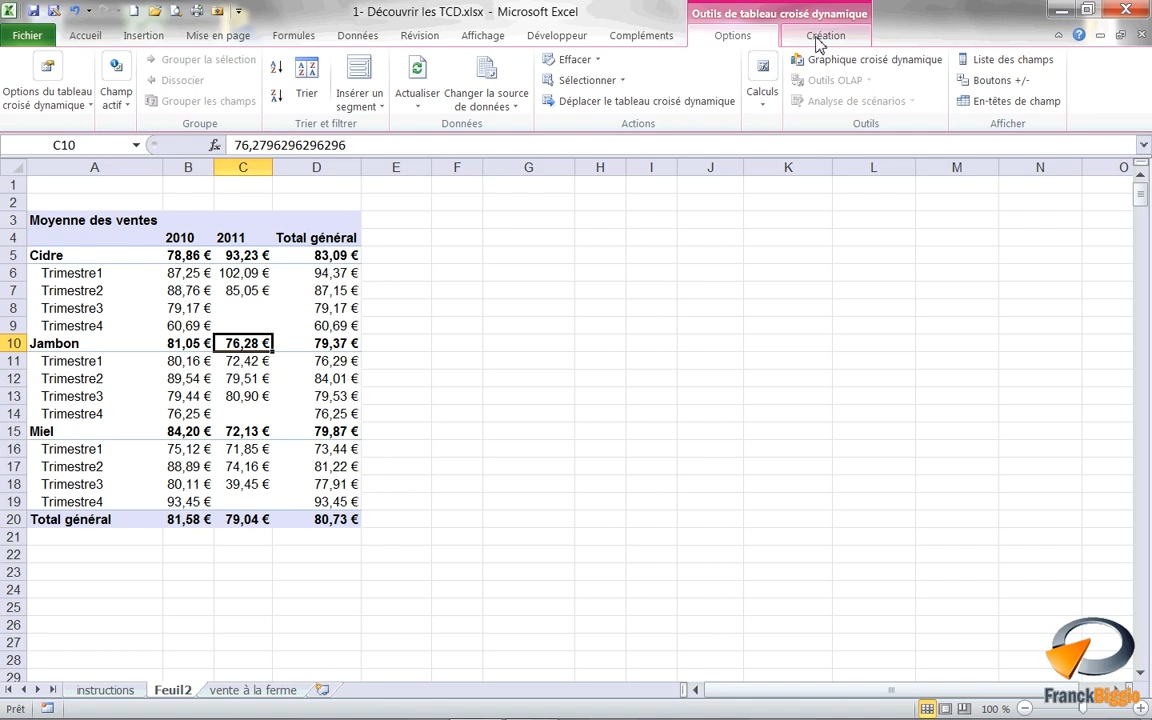 1- Découvrir les TCD.xlsx - Microsoft Excel
Outils de tableau croisé dynamique
Fichier Accueil Insertion Mise en page Formules Données Révision Affichage Développeur Compléments Options Création
Options du tableau croisé dynamique
Champ actif
Grouper la sélection
Dissocier
Grouper les champs
Groupe
Trier
Insérer un segment
Trier et filtrer
Actualiser
Changer la source de données
Données
Effacer
Sélectionner
Déplacer le tableau croisé dynamique
Actions
Calculs
Graphique croisé dynamique
Outils OLAP
Analyse de scénarios
Outils
Liste des champs
Boutons +/-
En-têtes de champ
Afficher
C10 fx 76,2796296296296
A B C D E F G H I J K L M N O
1
2
3 Moyenne des ventes
4 2010 2011 Total général
5 Cidre 78,86 € 93,23 € 83,09 €
6 Trimestre1 87,25 € 102,09 € 94,37 €
7 Trimestre2 88,76 € 85,05 € 87,15 €
8 Trimestre3 79,17 € 79,17 €
9 Trimestre4 60,69 € 60,69 €
10 Jambon 81,05 € 76,28 € 79,37 €
11 Trimestre1 80,16 € 72,42 € 76,29 €
12 Trimestre2 89,54 € 79,51 € 84,01 €
13 Trimestre3 79,44 € 80,90 € 79,53 €
14 Trimestre4 76,25 € 76,25 €
15 Miel 84,20 € 72,13 € 79,87 €
16 Trimestre1 75,12 € 71,85 € 73,44 €
17 Trimestre2 88,89 € 74,16 € 81,22 €
18 Trimestre3 80,11 € 39,45 € 77,91 €
19 Trimestre4 93,45 € 93,45 €
20 Total général 81,58 € 79,04 € 80,73 €
21
22
23
24
25
26
27
28
29
FranckBiggio
instructions Feuil2 vente à la ferme
Prêt 100 %